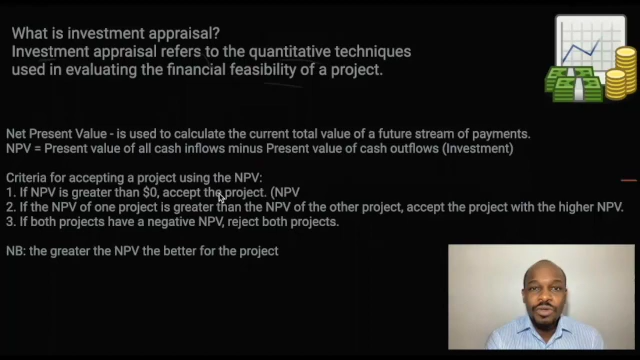 What is investment appraisal?
Investment appraisal refers to the quantitative techniques
used in evaluating the financial feasibility of a project.
Net Present Value - is used to calculate the current total value of a future stream of payments.
NPV = Present value of all cash inflows minus Present value of cash outflows (Investment)
Criteria for accepting a project using the NPV:
1. If NPV is greater than $0, accept the project. (NPV
2. If the NPV of one project is greater than the NPV of the other project, accept the project with the higher NPV.
3. If both projects have a negative NPV, reject both projects.
NB: the greater the NPV the better for the project